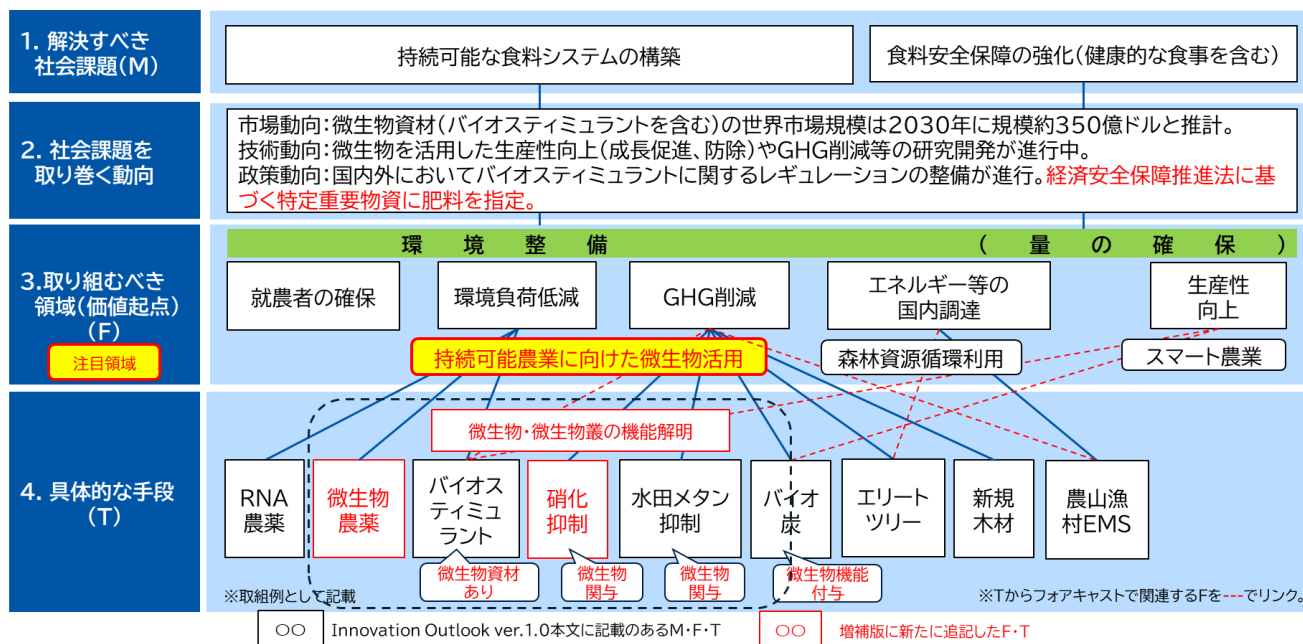 1. 解決すべき
社会課題(M)
持続可能な食料システムの構築
食料安全保障の強化(健康的な食事を含む)
2. 社会課題を
取り巻く動向
市場動向:微生物資材(バイオスティミュラントを含む)の世界市場規模は2030年に規模約350億ドルと推計。
技術動向:微生物を活用した生産性向上(成長促進、防除)やGHG削減等の研究開発が進行中。
政策動向:国内外においてバイオスティミュラントに関するレギュレーションの整備が進行。経済安全保障推進法に基
づく特定重要物資に肥料を指定。
3.取り組むべき
領域(価値起点)
(F)
注目領域
環境整備 (量の確保)
就農者の確保
環境負荷低減
GHG削減
エネルギー等の
国内調達
生産性
向上
持続可能農業に向けた微生物活用
森林資源循環利用
スマート農業
4. 具体的な手段
(T)
微生物・微生物叢の機能解明
RNA
農薬
微生物
農薬
バイオス
ティミュ
ラント
硝化
抑制
水田メタン
抑制
バイオ
炭
エリート
ツリー
新規
木材
農山漁
村EMS
微生物資材
あり
微生物
関与
微生物
関与
微生物機能
付与
※取組例として記載
※TからフォアキャストでF関連するFを---でリンク。
○○ Innovation Outlook ver.1.0本文に記載のあるM・F・T
○○ 増補版に新たに追記したF・T